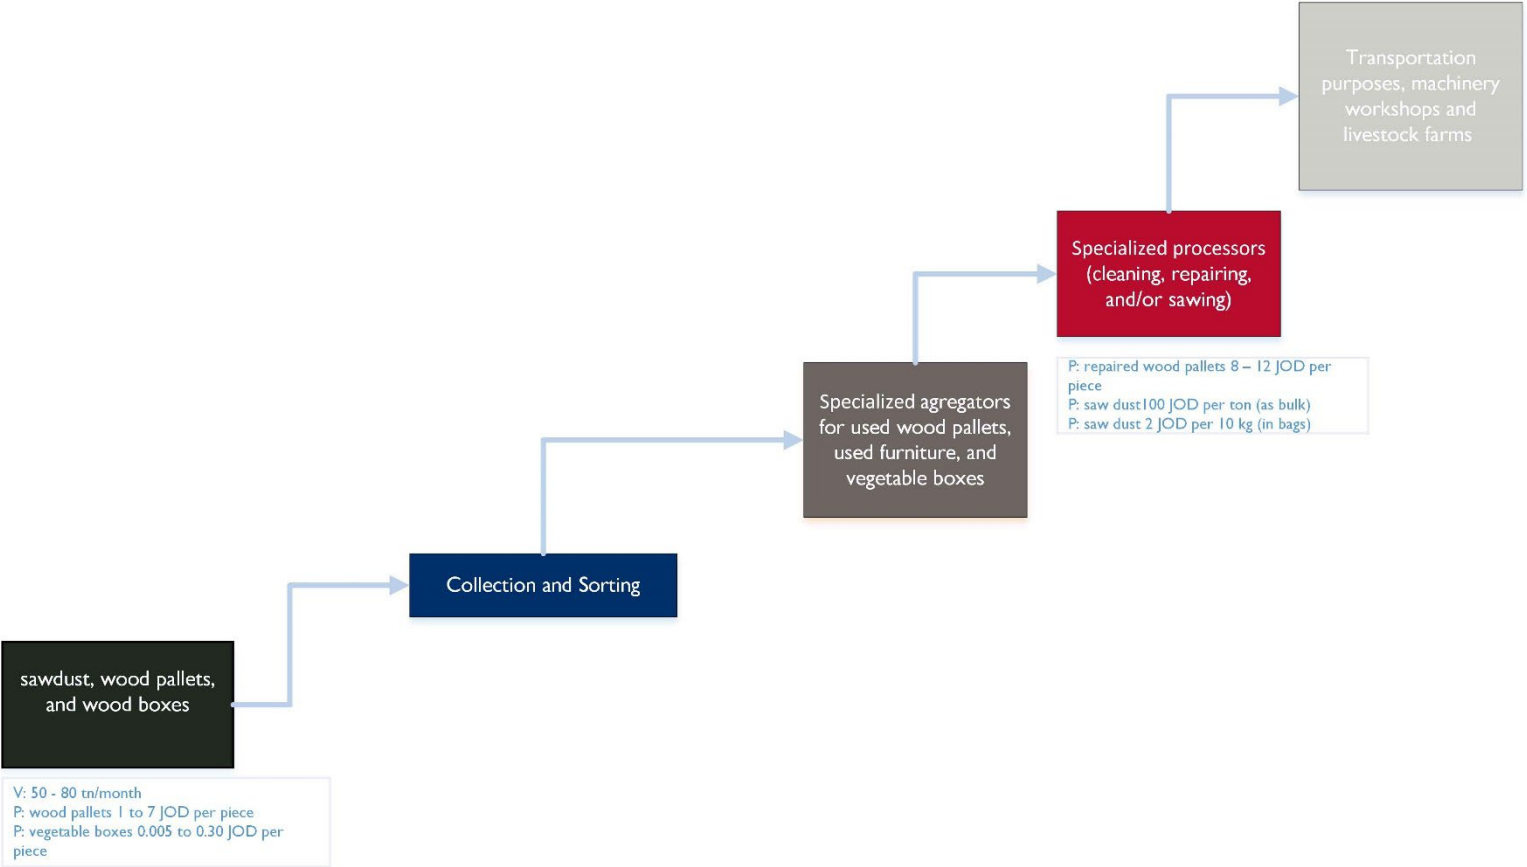 Transportation
purposes, machinery
workshops and
livestock farms
Specialized processors
(cleaning, repairing,
and/or sawing)
P: repaired wood pallets 8 – 12 JOD per
piece
P: saw dust100 JOD per ton (as bulk)
P: saw dust 2 JOD per 10 kg (in bags)
Specialized agregators
for used wood pallets,
used furniture, and
vegetable boxes
Collection and Sorting
sawdust, wood pallets,
and wood boxes
V: 50 - 80 tn/month
P: wood pallets 1 to 7 JOD per piece
P: vegetable boxes 0.005 to 0.30 JOD per
piece